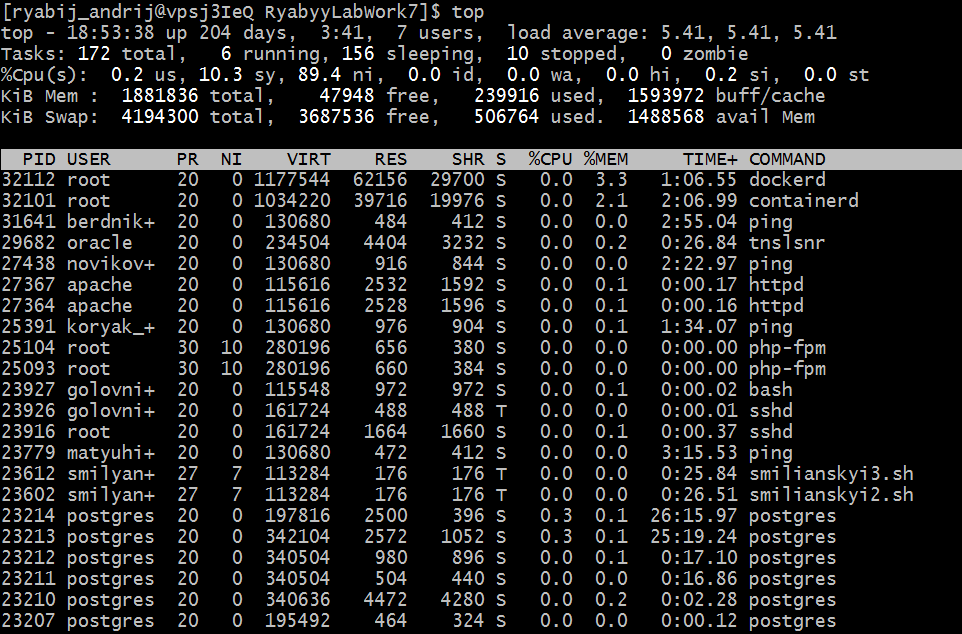 [ryabij_andrij@vpsj3IeQ RyabyyLabWork7]$ top
top - 18:53:38 up 204 days,  3:41,  7 users,  load average: 5.41, 5.41, 5.41
Tasks: 172 total,   6 running, 156 sleeping,  10 stopped,   0 zombie
%Cpu(s):  0.2 us, 10.3 sy, 89.4 ni,  0.0 id,  0.0 wa,  0.0 hi,  0.2 si,  0.0 st
KiB Mem :  1881836 total,    47948 free,   239916 used,  1593972 buff/cache
KiB Swap:  4194300 total,  3687536 free,   506764 used.  1488568 avail Mem
PID USER      PR  NI    VIRT    RES    SHR S  %CPU %MEM     TIME+ COMMAND
32112 root      20   0 1177544  62156  29700 S   0.0  3.3   1:06.55 dockerd
32101 root      20   0 1034220  39716  19976 S   0.0  2.1   2:06.99 containerd
31641 berdnik+  20   0  130680    484    412 S   0.0  0.0   2:55.04 ping
29682 oracle    20   0  234504   4404   3232 S   0.0  0.2   0:26.84 tnslsnr
27438 novikov+  20   0  130680    916    844 S   0.0  0.0   2:22.97 ping
27367 apache    20   0  115616   2532   1592 S   0.0  0.1   0:00.17 httpd
27364 apache    20   0  115616   2528   1596 S   0.0  0.1   0:00.16 httpd
25391 koryak_+  20   0  130680    976    904 S   0.0  0.1   1:34.07 ping
25104 root      30  10  280196    656    380 S   0.0  0.0   0:00.00 php-fpm
25093 root      30  10  280196    660    384 S   0.0  0.0   0:00.00 php-fpm
23927 golovni+  20   0  115548    972    972 S   0.0  0.1   0:00.02 bash
23926 golovni+  20   0  161724    488    488 T   0.0  0.0   0:00.01 sshd
23916 root      20   0  161724   1664   1660 S   0.0  0.1   0:00.37 sshd
23779 matyuhi+  20   0  130680    472    412 S   0.0  0.0   3:15.53 ping
23612 smilyan+  27   7  113284    176    176 T   0.0  0.0   0:25.84 smilianskyi3.sh
23602 smilyan+  27   7  113284    176    176 T   0.0  0.0   0:26.51 smilianskyi2.sh
23214 postgres  20   0  197816   2500    396 S   0.3  0.1  26:15.97 postgres
23213 postgres  20   0  342104   2572   1052 S   0.3  0.1  25:19.24 postgres
23212 postgres  20   0  340504    980    896 S   0.0  0.1   0:17.10 postgres
23211 postgres  20   0  340504    504    440 S   0.0  0.0   0:16.86 postgres
23210 postgres  20   0  340636   4472   4280 S   0.0  0.2   0:02.28 postgres
23207 postgres  20   0  195492    464    324 S   0.0  0.0   0:00.12 postgres